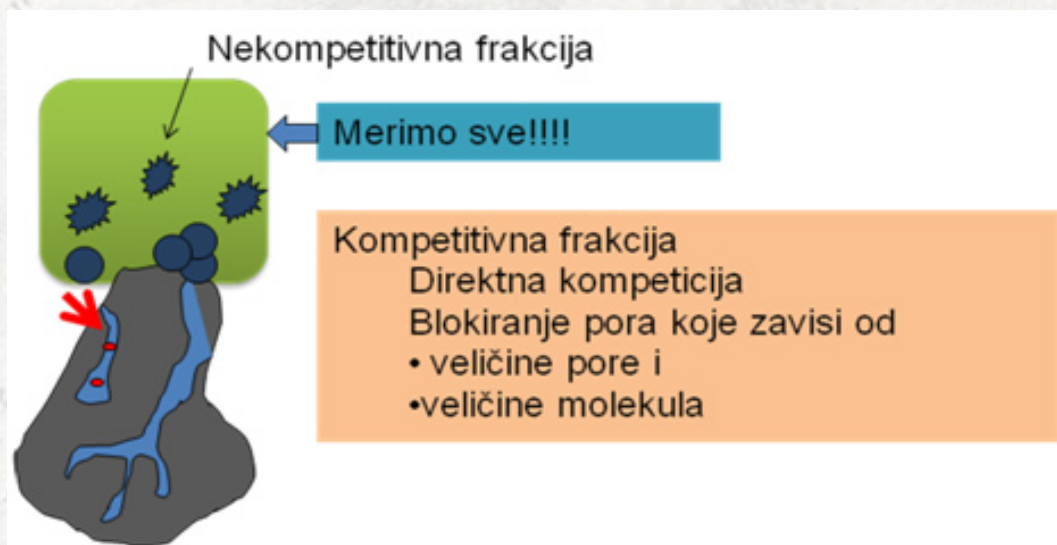 Nekompetitivna frakcija
Merimo sve!!!!
Kompetitivna frakcija
Direktna kompeticija
Blokiranje pora koje zavisi od
• veličine pore i
•veličine molekula